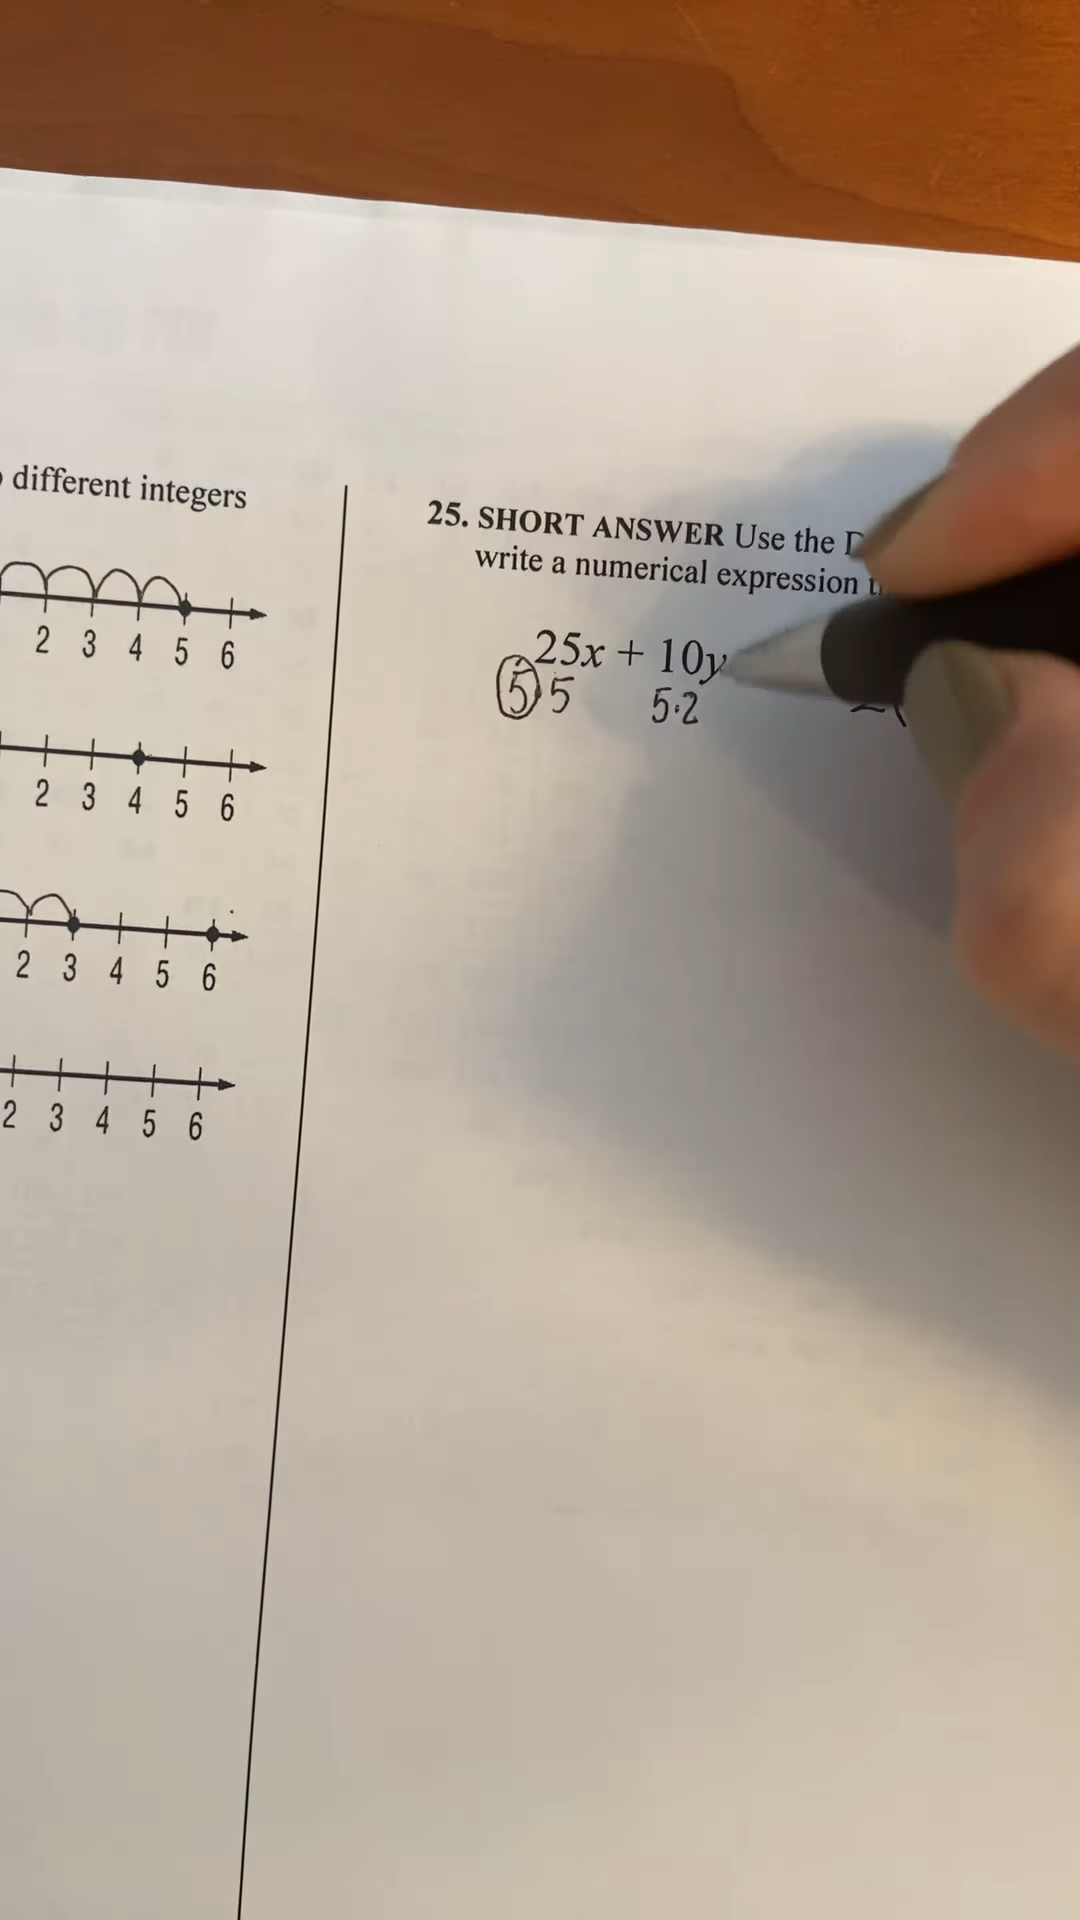 different integers
2 3 4 5 6
2 3 4 5 6
2 3 4 5 6
2 3 4 5 6
25. SHORT ANSWER Use the
write a numerical expression
25x + 10y
5 5 5·2